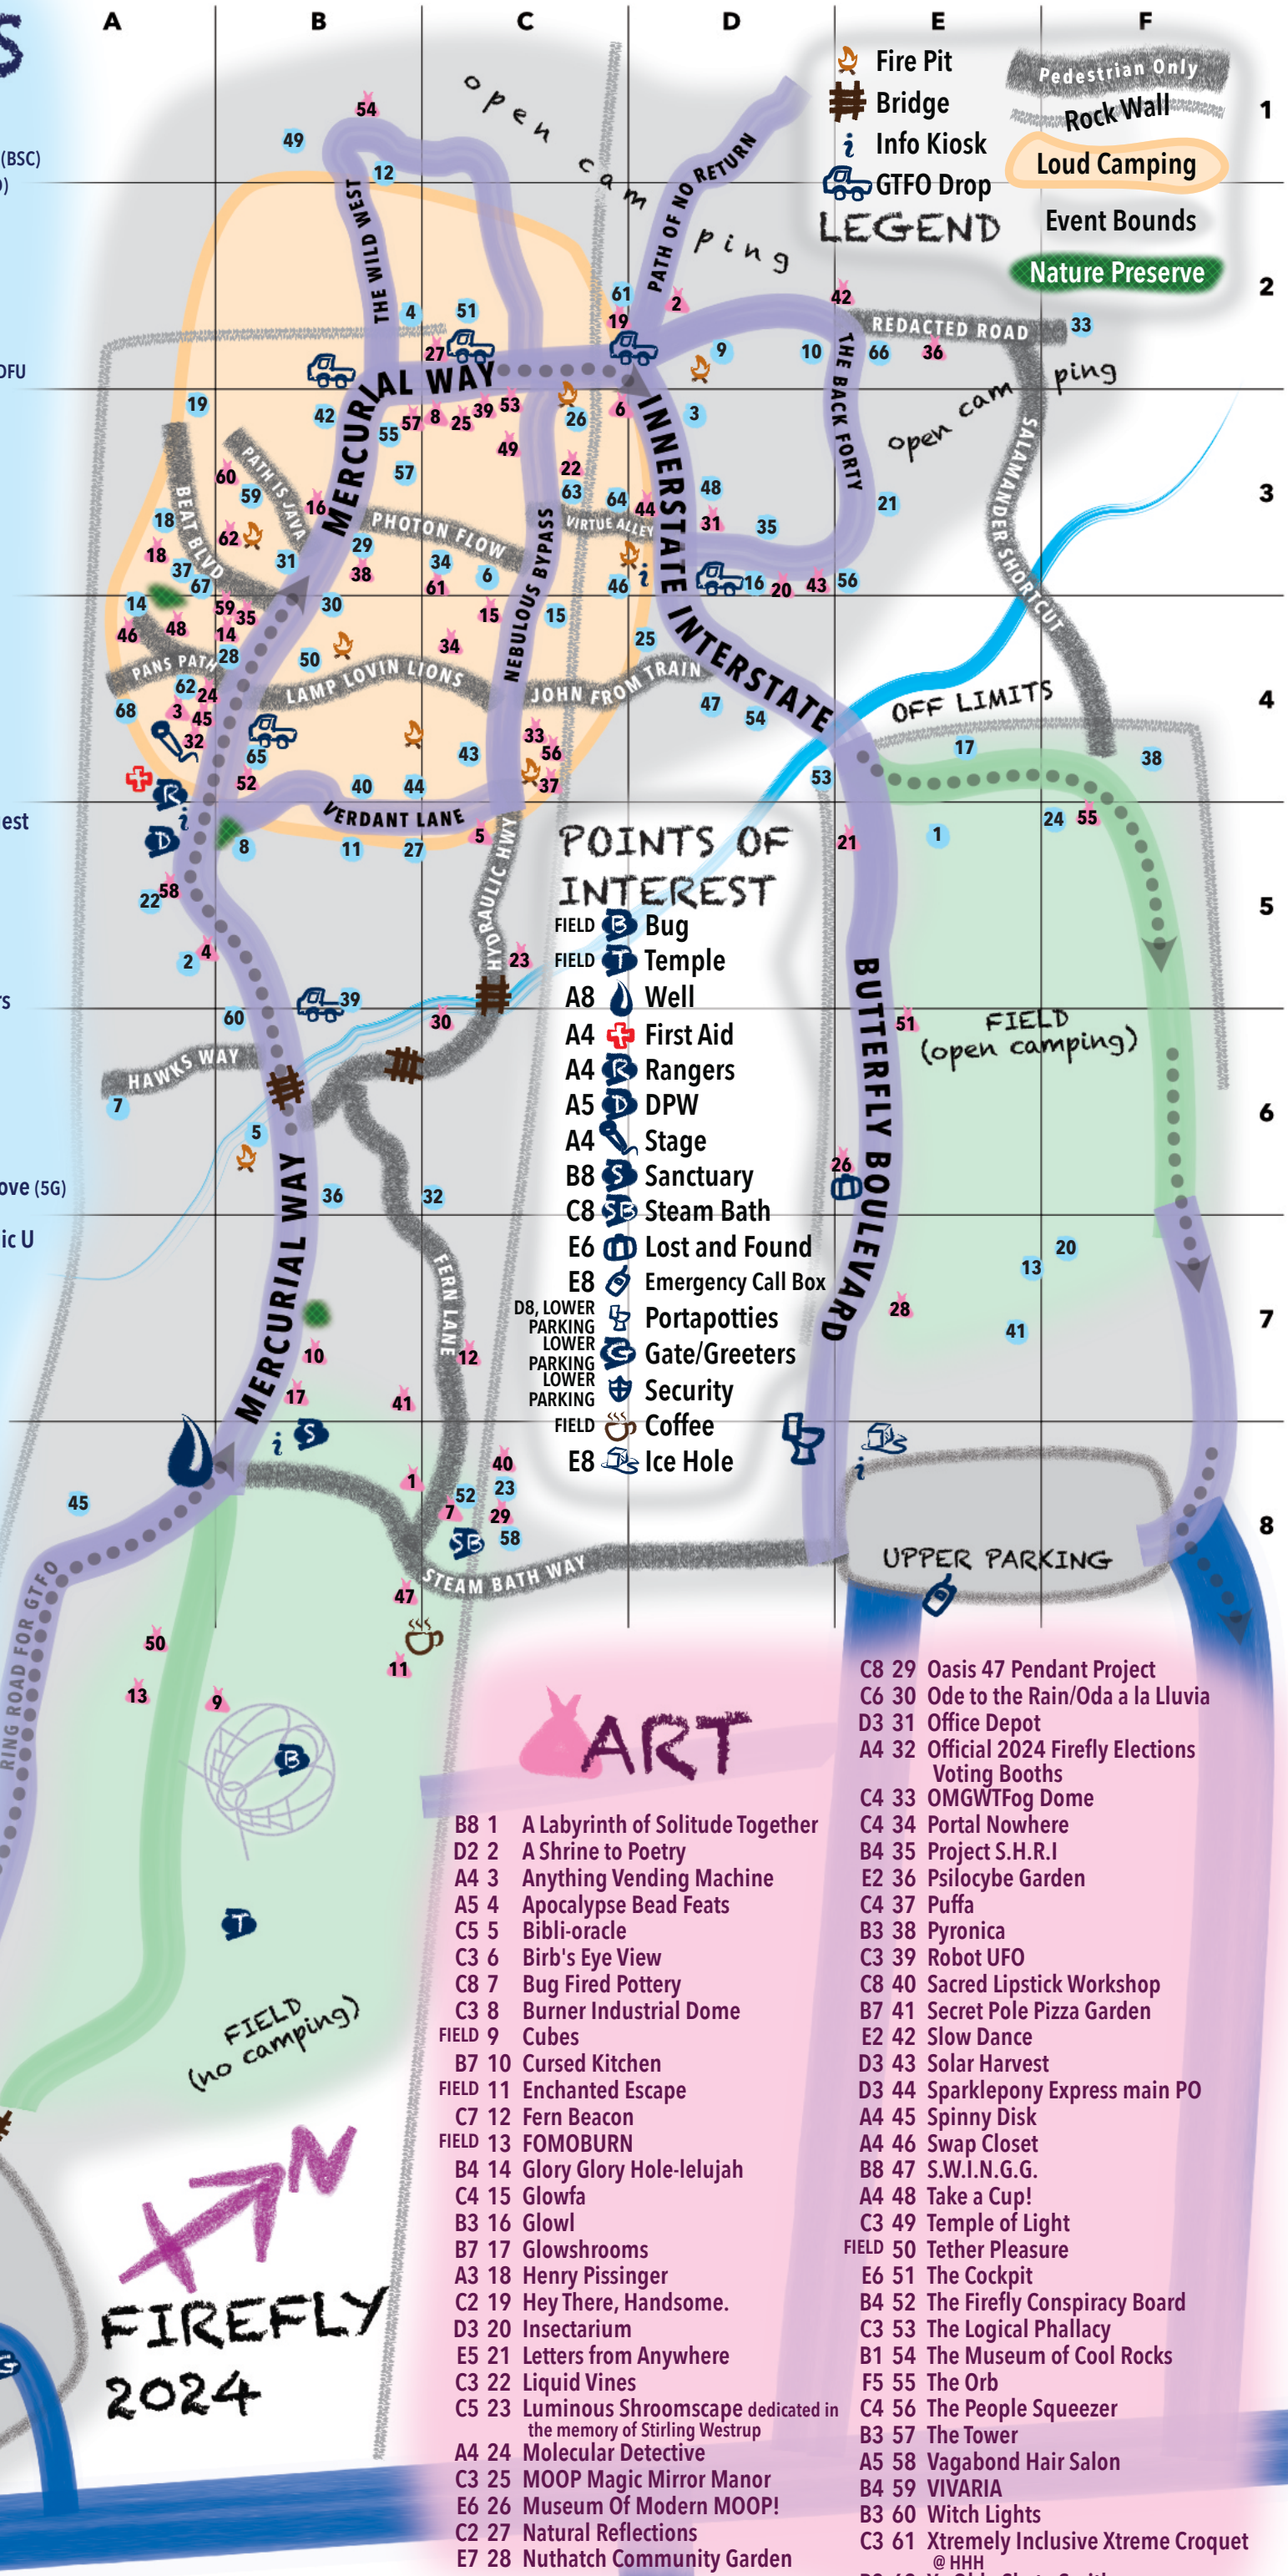 S
A B C D E F
1
2
3
4
5
6
7
8
(BSC)
DFU
est
rs
ove (5G)
ic U
Fire Pit
Bridge
Info Kiosk
GTFO Drop
LEGEND
Pedestrian Only
Rock Wall
Loud Camping
Event Bounds
Nature Preserve
open camping
THE WILD WEST
PATH OF NO RETURN
REDACTED ROAD
THE BACK FORTY
open camping
SALAMANDER SHORTCUT
MERCURIAL WAY
INNERSTATE INTERSTATE
BEAT BLVD
PATH IS JAVA
PHOTON FLOW
VIRTUE ALLEY
NEBULOUS BYPASS
PANS PATH
LAMP LOVIN LIONS
JOHN FROM TRAIN
OFF LIMITS
VERDANT LANE
HYDRAULIC HWY
HAWKS WAY
MERCURIAL WAY
FERN LANE
BUTTERFLY BOULEVARD
FIELD
(open camping)
STEAM BATH WAY
UPPER PARKING
RING ROAD FOR GTFO
FIELD
(no camping)
N
FIREFLY
2024
POINTS OF
INTEREST
FIELD B Bug
FIELD T Temple
A8 Well
A4 First Aid
A4 R Rangers
A5 D DPW
A4 Stage
B8 S Sanctuary
C8 SB Steam Bath
E6 Lost and Found
E8 Emergency Call Box
D8, LOWER PARKING Portapotties
LOWER PARKING G Gate/Greeters
LOWER PARKING Security
FIELD Coffee
E8 Ice Hole
ART
B8 1 A Labyrinth of Solitude Together
D2 2 A Shrine to Poetry
A4 3 Anything Vending Machine
A5 4 Apocalypse Bead Feats
C5 5 Bibli-oracle
C3 6 Birb's Eye View
C8 7 Bug Fired Pottery
C3 8 Burner Industrial Dome
FIELD 9 Cubes
B7 10 Cursed Kitchen
FIELD 11 Enchanted Escape
C7 12 Fern Beacon
FIELD 13 FOMOBURN
B4 14 Glory Glory Hole-lelujah
C4 15 Glowfa
B3 16 Glowl
B7 17 Glowshrooms
A3 18 Henry Pissinger
C2 19 Hey There, Handsome.
D3 20 Insectarium
E5 21 Letters from Anywhere
C3 22 Liquid Vines
C5 23 Luminous Shroomscape dedicated in
the memory of Stirling Westrup
A4 24 Molecular Detective
C3 25 MOOP Magic Mirror Manor
E6 26 Museum Of Modern MOOP!
C2 27 Natural Reflections
E7 28 Nuthatch Community Garden
C8 29 Oasis 47 Pendant Project
C6 30 Ode to the Rain/Oda a la Lluvia
D3 31 Office Depot
A4 32 Official 2024 Firefly Elections
Voting Booths
C4 33 OMGWTFog Dome
C4 34 Portal Nowhere
B4 35 Project S.H.R.I
E2 36 Psilocybe Garden
C4 37 Puffa
B3 38 Pyronica
C3 39 Robot UFO
C8 40 Sacred Lipstick Workshop
B7 41 Secret Pole Pizza Garden
E2 42 Slow Dance
D3 43 Solar Harvest
D3 44 Sparklepony Express main PO
A4 45 Spinny Disk
A4 46 Swap Closet
B8 47 S.W.I.N.G.G.
A4 48 Take a Cup!
C3 49 Temple of Light
FIELD 50 Tether Pleasure
E6 51 The Cockpit
B4 52 The Firefly Conspiracy Board
C3 53 The Logical Phallacy
B1 54 The Museum of Cool Rocks
F5 55 The Orb
C4 56 The People Squeezer
B3 57 The Tower
A5 58 Vagabond Hair Salon
B4 59 VIVARIA
B3 60 Witch Lights
C3 61 Xtremely Inclusive Xtreme Croquet
@ HHH